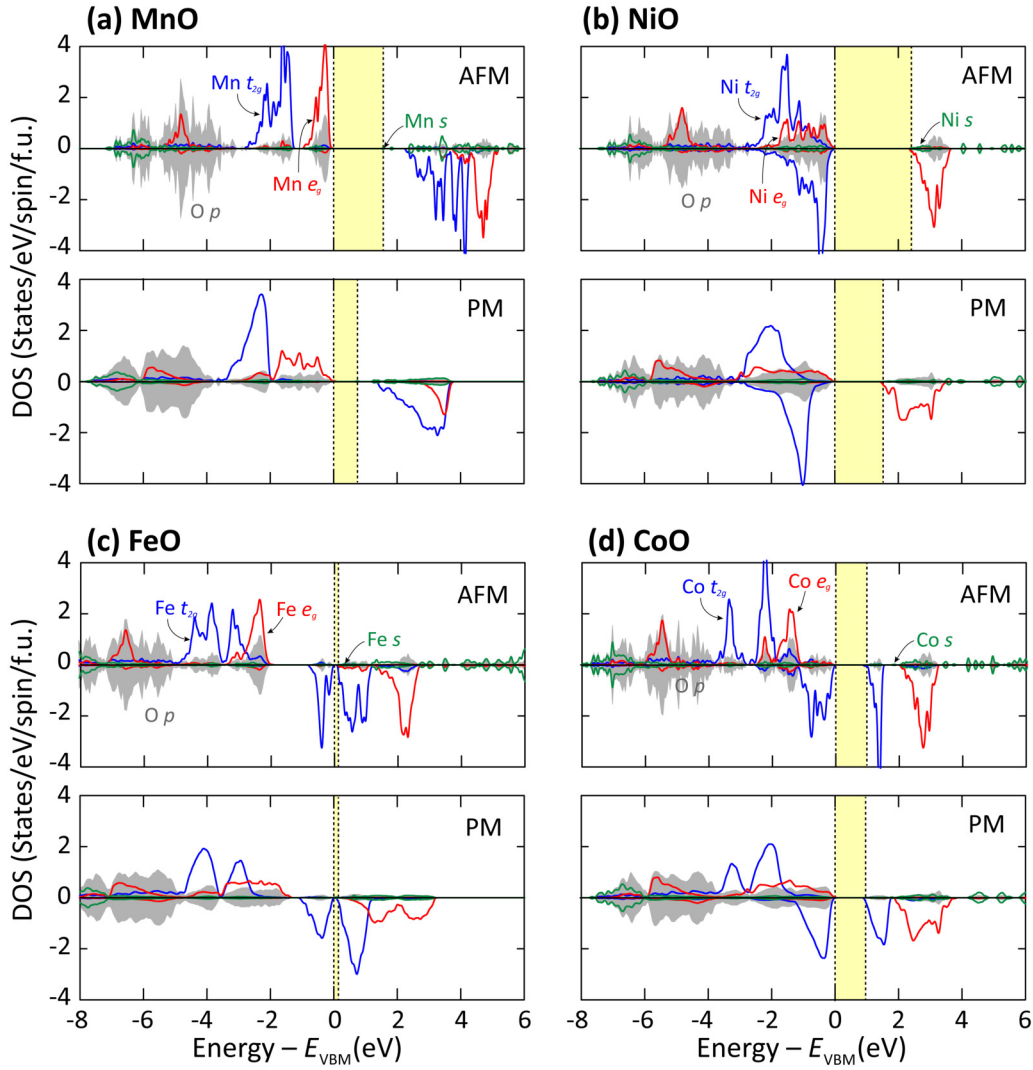 (a) MnO
(b) NiO
4
2
0
-2
-4
AFM
Mn t2g
Mn eg
Mn s
O p
AFM
Ni t2g
Ni eg
Ni s
O p
4
2
0
-2
-4
PM
PM
DOS (States/eV/spin/f.u.)
(c) FeO
(d) CoO
4
2
0
-2
-4
AFM
Fe t2g
Fe eg
Fe s
O p
AFM
Co t2g
Co eg
Co s
O p
4
2
0
-2
-4
PM
PM
DOS (States/eV/spin/f.u.)
-8 -6 -4 -2 0 2 4 6
-8 -6 -4 -2 0 2 4 6
Energy – EVBM(eV)
Energy – EVBM(eV)